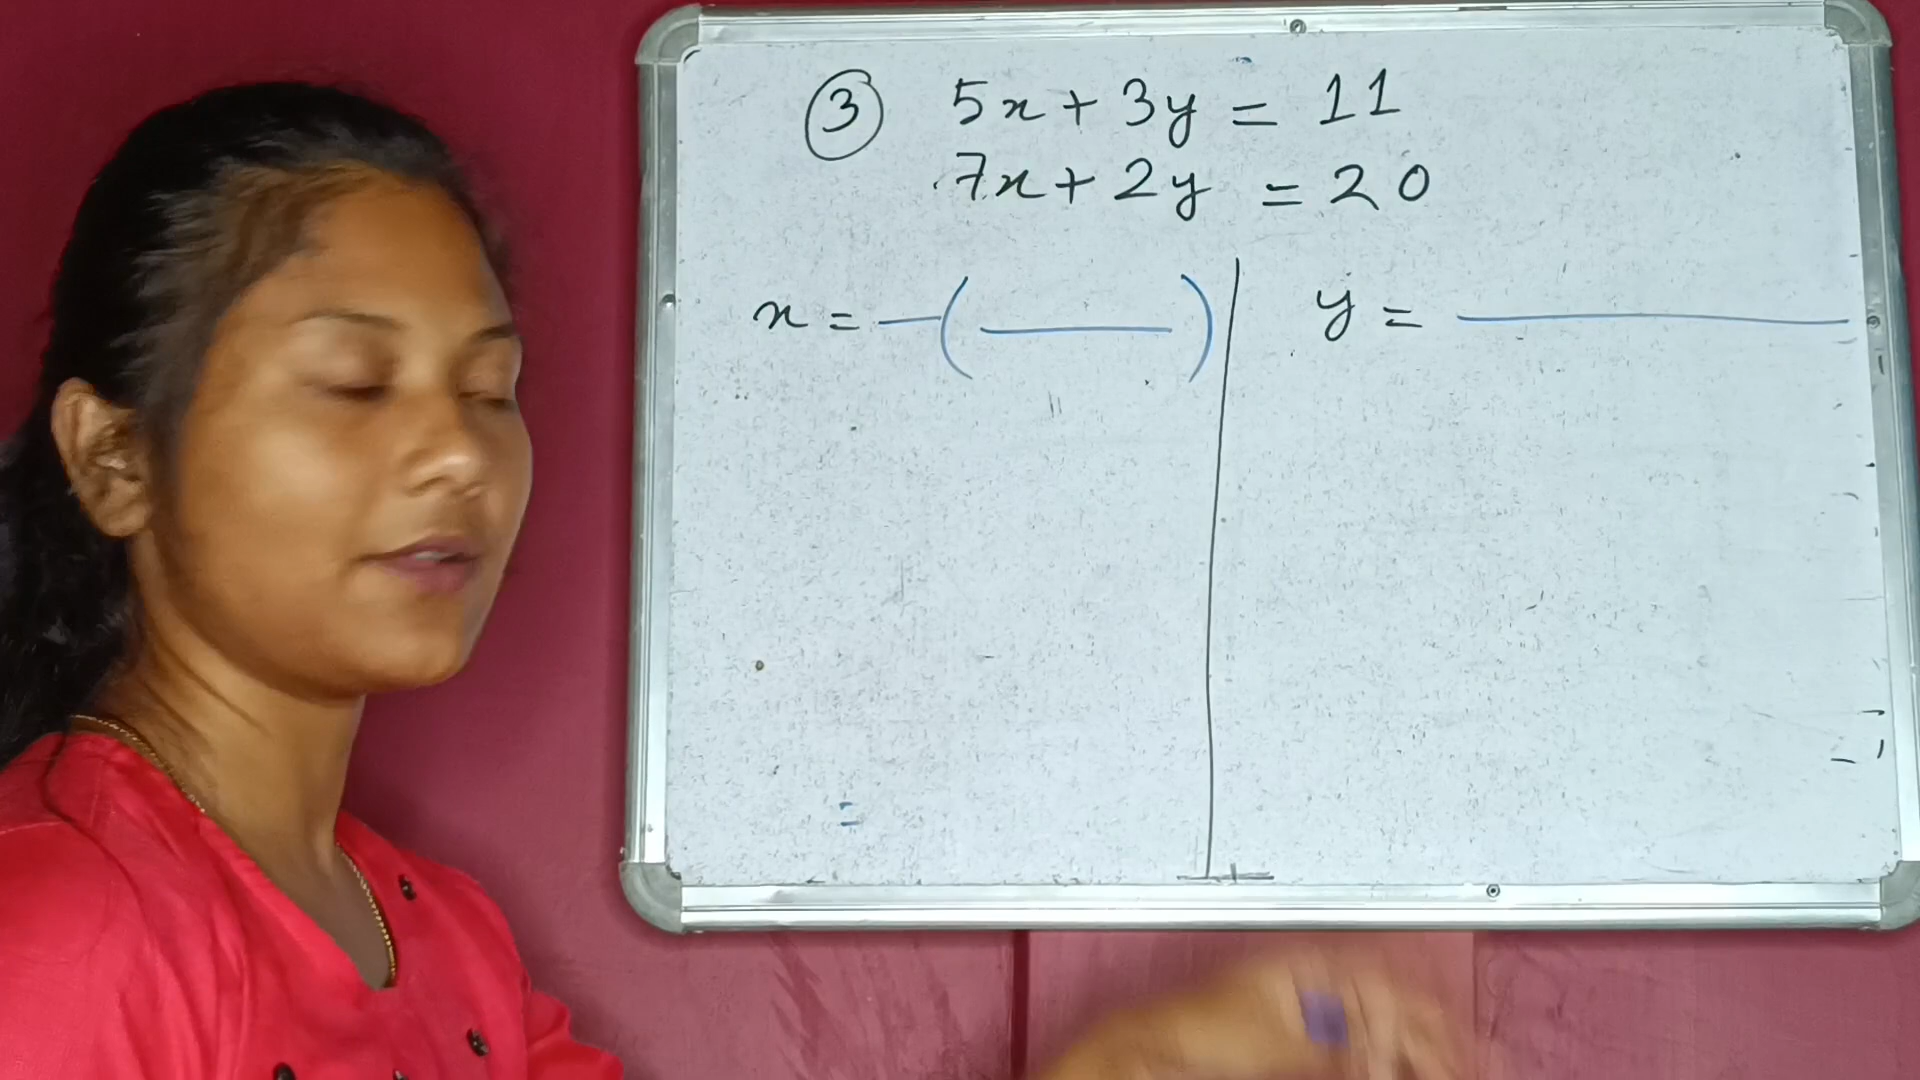 ③ 5x + 3y = 11
7x + 2y = 20
x = —( —— )
y = ——
=